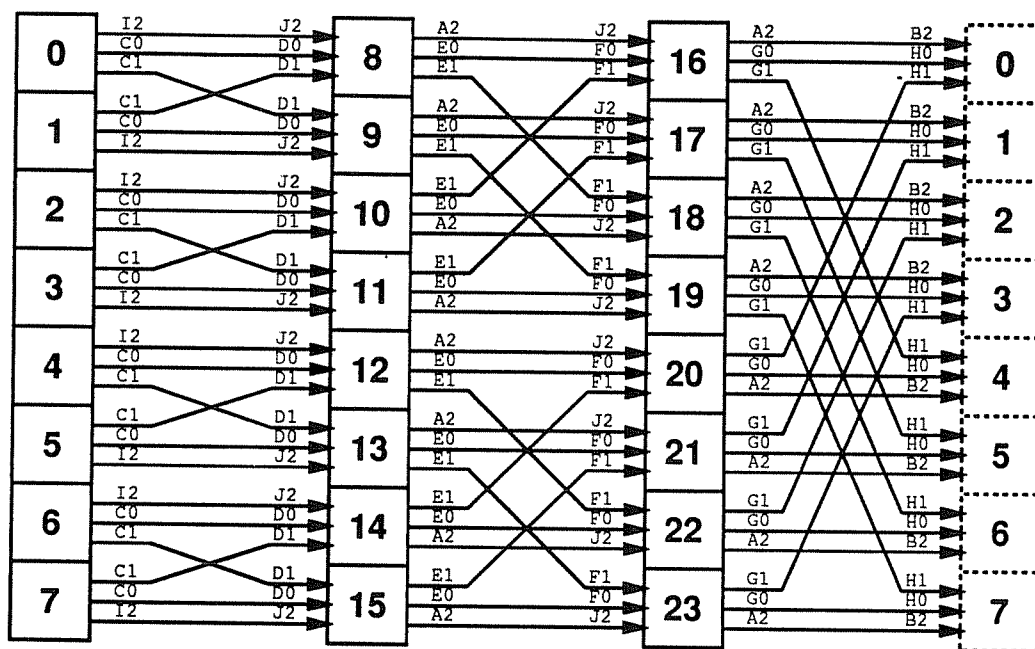 I2 J2 A2 J2 A2 B2
0 C0 D0 8 E0 F0 16 G0 H0 0
C1 D1 E1 F1 G1 H1
C1 D1 A2 J2 A2 B2
1 C0 D0 9 E0 F0 17 G0 H0 1
I2 J2 E1 F1 G1 H1
I2 J2 E1 F1 A2 B2
2 C0 D0 10 E0 F0 18 G0 H0 2
C1 D1 A2 J2 G1 H1
C1 D1 E1 F1 A2 B2
3 C0 D0 11 E0 F0 19 G0 H0 3
I2 J2 A2 J2 G1 H1
I2 J2 A2 J2 G1 H1
4 C0 D0 12 E0 F0 20 G0 H0 4
C1 D1 E1 F1 A2 B2
C1 D1 A2 J2 G1 H1
5 C0 D0 13 E0 F0 21 G0 H0 5
I2 J2 E1 F1 A2 B2
I2 J2 E1 F1 G1 H1
6 C0 D0 14 E0 F0 22 G0 H0 6
C1 D1 A2 J2 A2 B2
C1 D1 E1 F1 G1 H1
7 C0 D0 15 E0 F0 23 G0 H0 7
I2 J2 A2 J2 A2 B2